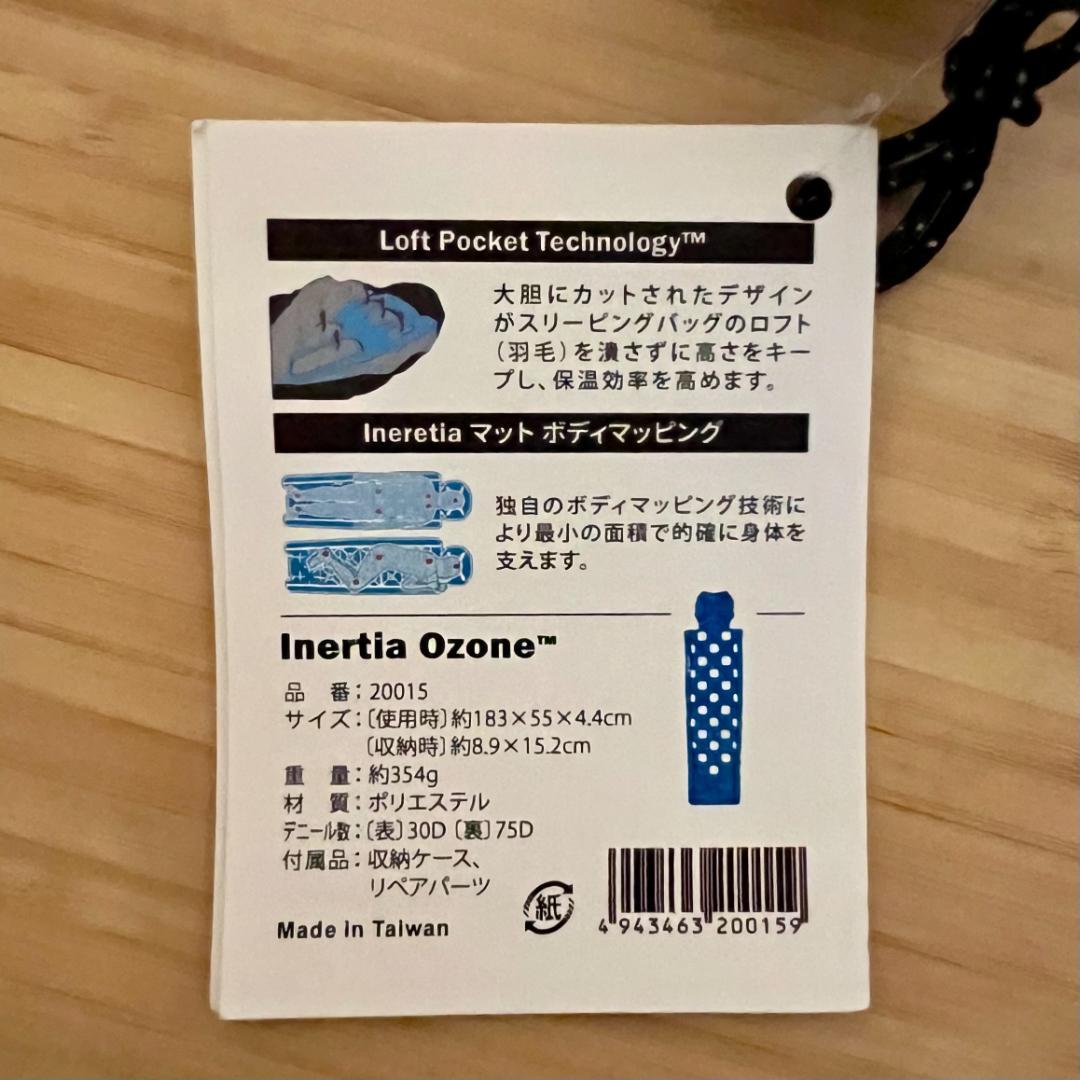 Loft Pocket Technology™
大胆にカットされたデザイン
がスリーピングバッグのロフト
（羽毛）を潰さずに高さをキー
プし、保温効率を高めます。
Ineretia マット ボディマッピング
独自のボディマッピング技術に
より最小の面積で的確に身体を
支えます。
Inertia Ozone™
品　番：20015
サイズ：〔使用時〕約183×55×4.4cm
〔収納時〕約8.9×15.2cm
重　量：約354g
材　質：ポリエステル
デニール数：〔表〕30D〔裏〕75D
付属品：収納ケース、
リペアパーツ
Made in Taiwan
紙
4 943463 200159